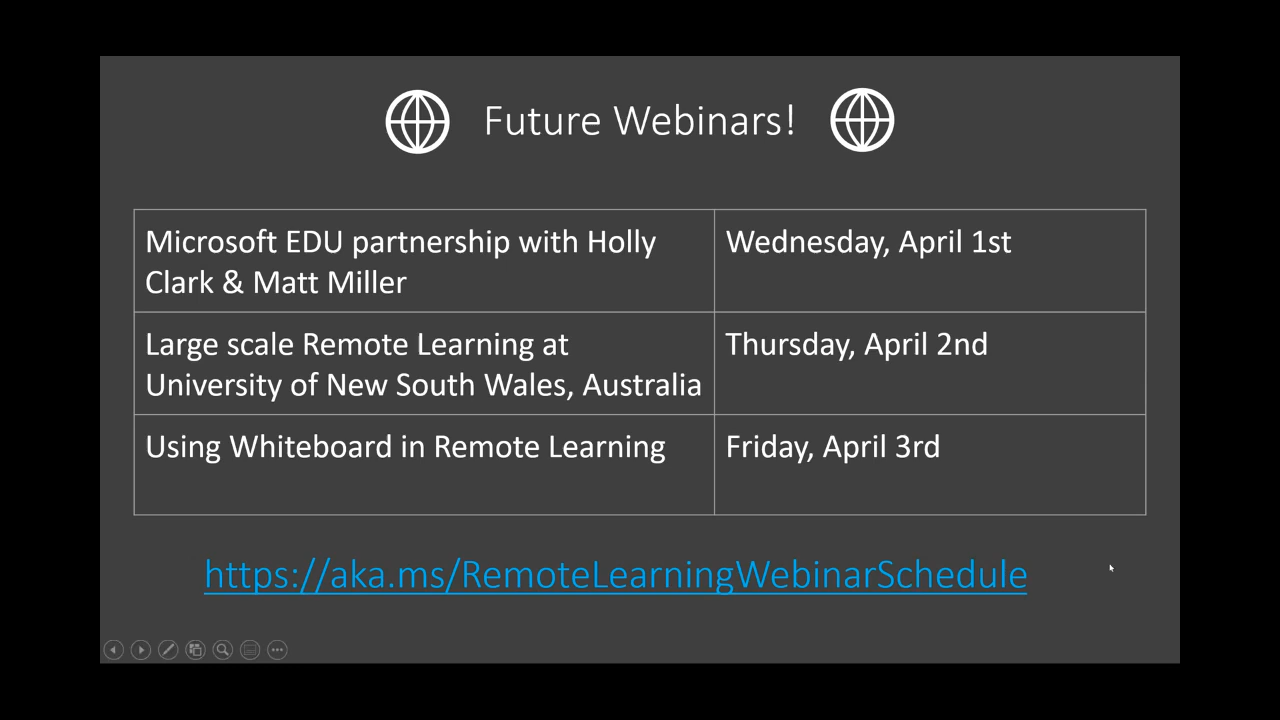 Future Webinars!
Microsoft EDU partnership with Holly
Clark & Matt Miller
Wednesday, April 1st
Large scale Remote Learning at
University of New South Wales, Australia
Thursday, April 2nd
Using Whiteboard in Remote Learning
Friday, April 3rd
https://aka.ms/RemoteLearningWebinarSchedule